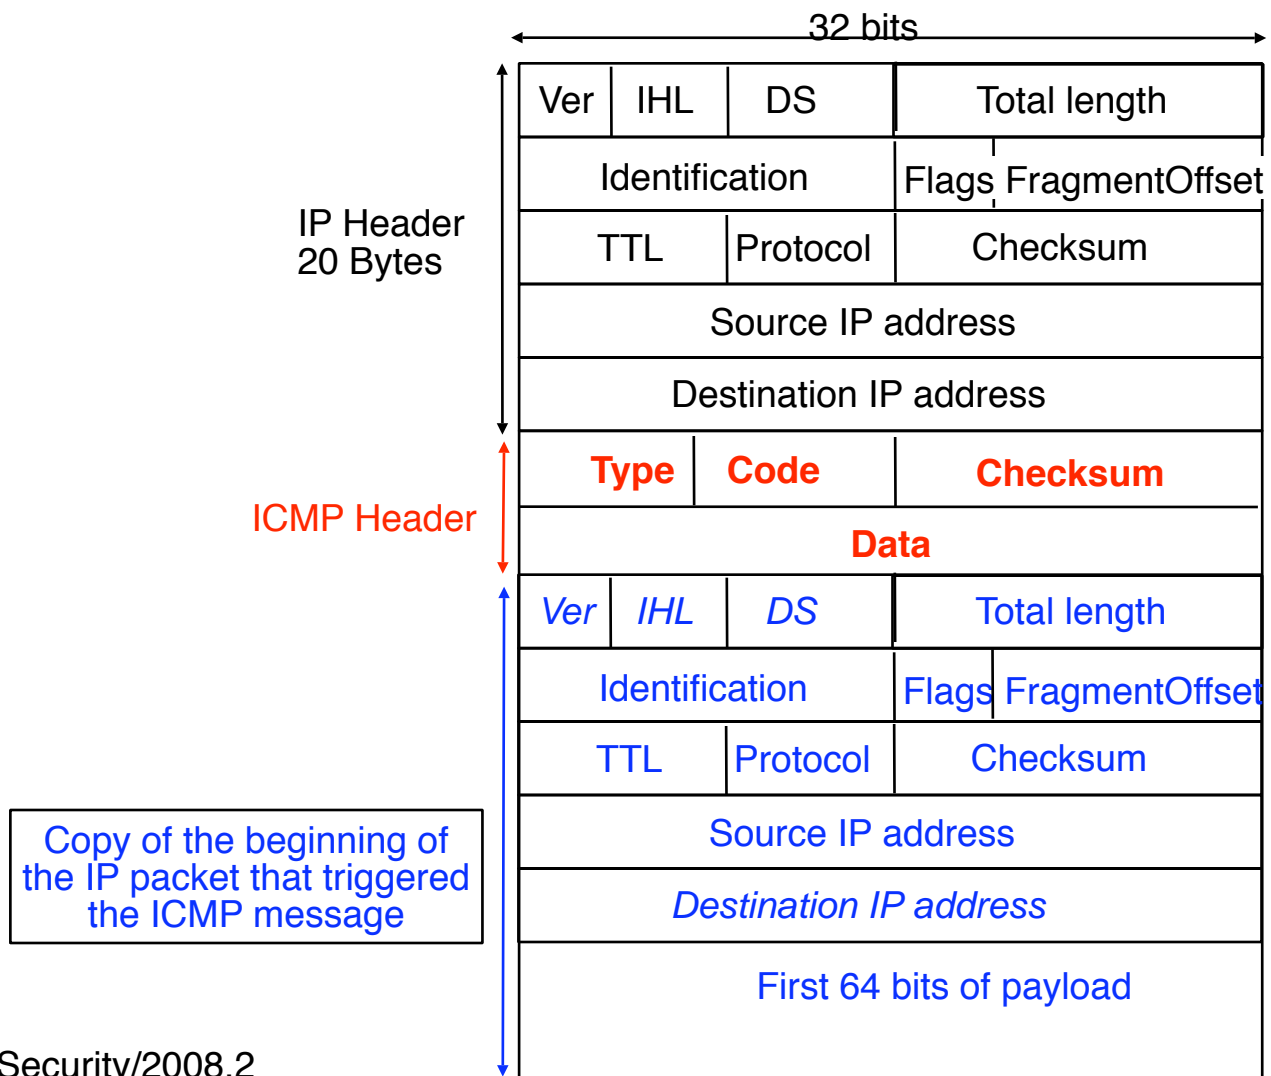 32 bits
Ver IHL DS Total length
Identification Flags FragmentOffset
IP Header
20 Bytes
TTL Protocol Checksum
Source IP address
Destination IP address
Type Code Checksum
ICMP Header
Data
Ver IHL DS Total length
Identification Flags FragmentOffset
TTL Protocol Checksum
Copy of the beginning of
the IP packet that triggered
the ICMP message
Source IP address
Destination IP address
First 64 bits of payload
Security/2008.2